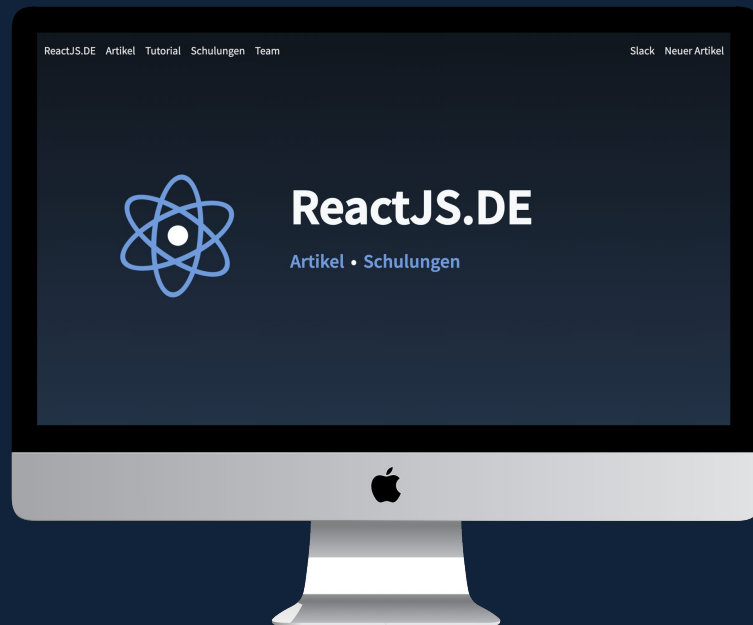 ReactJS.DE Artikel Tutorial Schulungen Team Slack Neuer Artikel
ReactJS.DE
Artikel • Schulungen